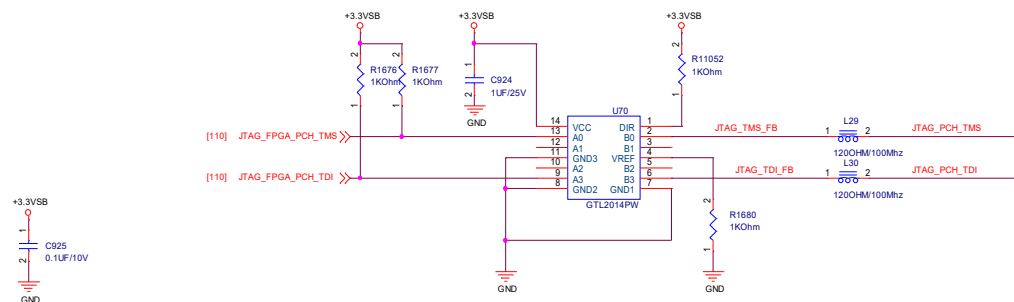 +3.3VSB
+3.3VSB
+3.3VSB
2
2
1
2
R1676
1KOhm
R1677
1KOhm
C924
1UF/25V
R11052
1KOhm
1
1
2
1
GND
U70
14 VCC DIR 1
[110] JTAG_FPGA_PCH_TMS 13 A0 B0 2 JTAG_TMS_FB 1 L29 2 JTAG_PCH_TMS
12 A1 B1 3
120OHM/100Mhz
11 GND3 VREF 4
10 A2 B2 5
L30
[110] JTAG_FPGA_PCH_TDI 9 A3 B3 6 JTAG_TDI_FB 1 2 JTAG_PCH_TDI
8 GND2 GND1 7
120OHM/100Mhz
GTL2014PW
2
R1680
1KOhm
1
+3.3VSB
1
C925
0.1UF/10V
2
GND
GND
GND